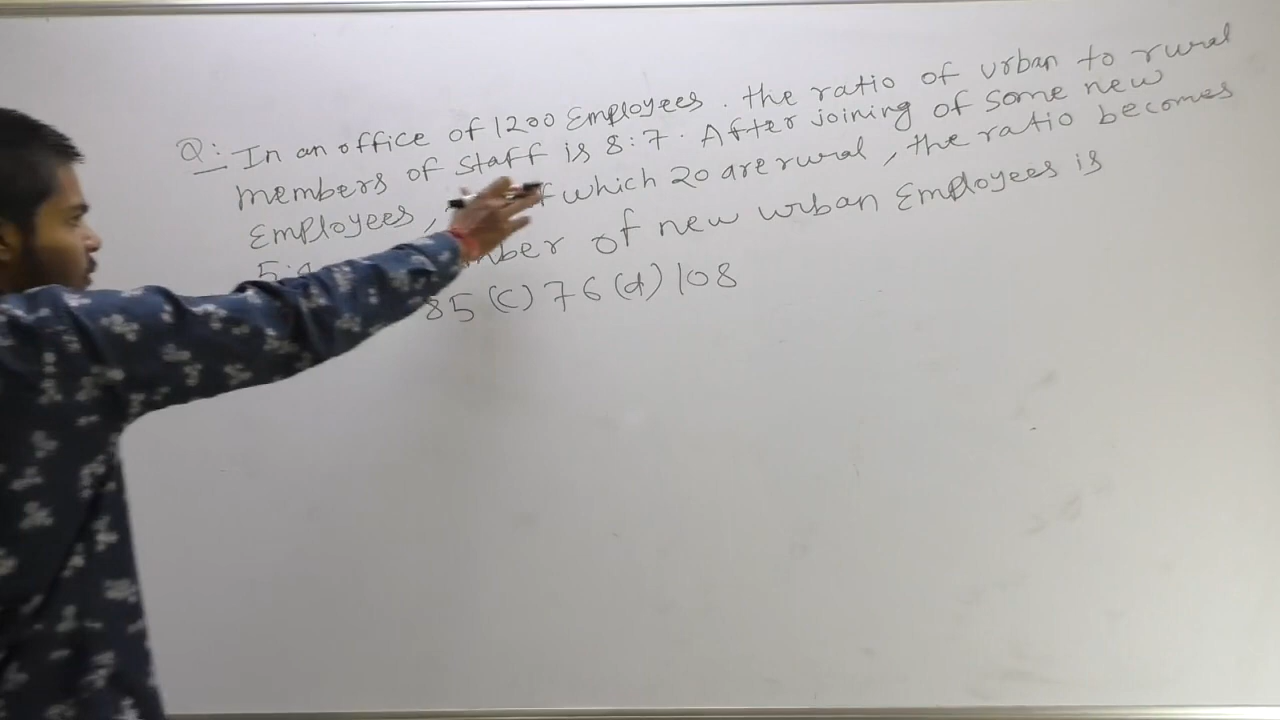 Q:- In an office of 1200 Employees. the ratio of urban to rural
members of staff is 8:7. After joining of some new
Employees, which 20 are rural, the ratio becomes
of new urban Employees is
85 (c) 76 (d) 108